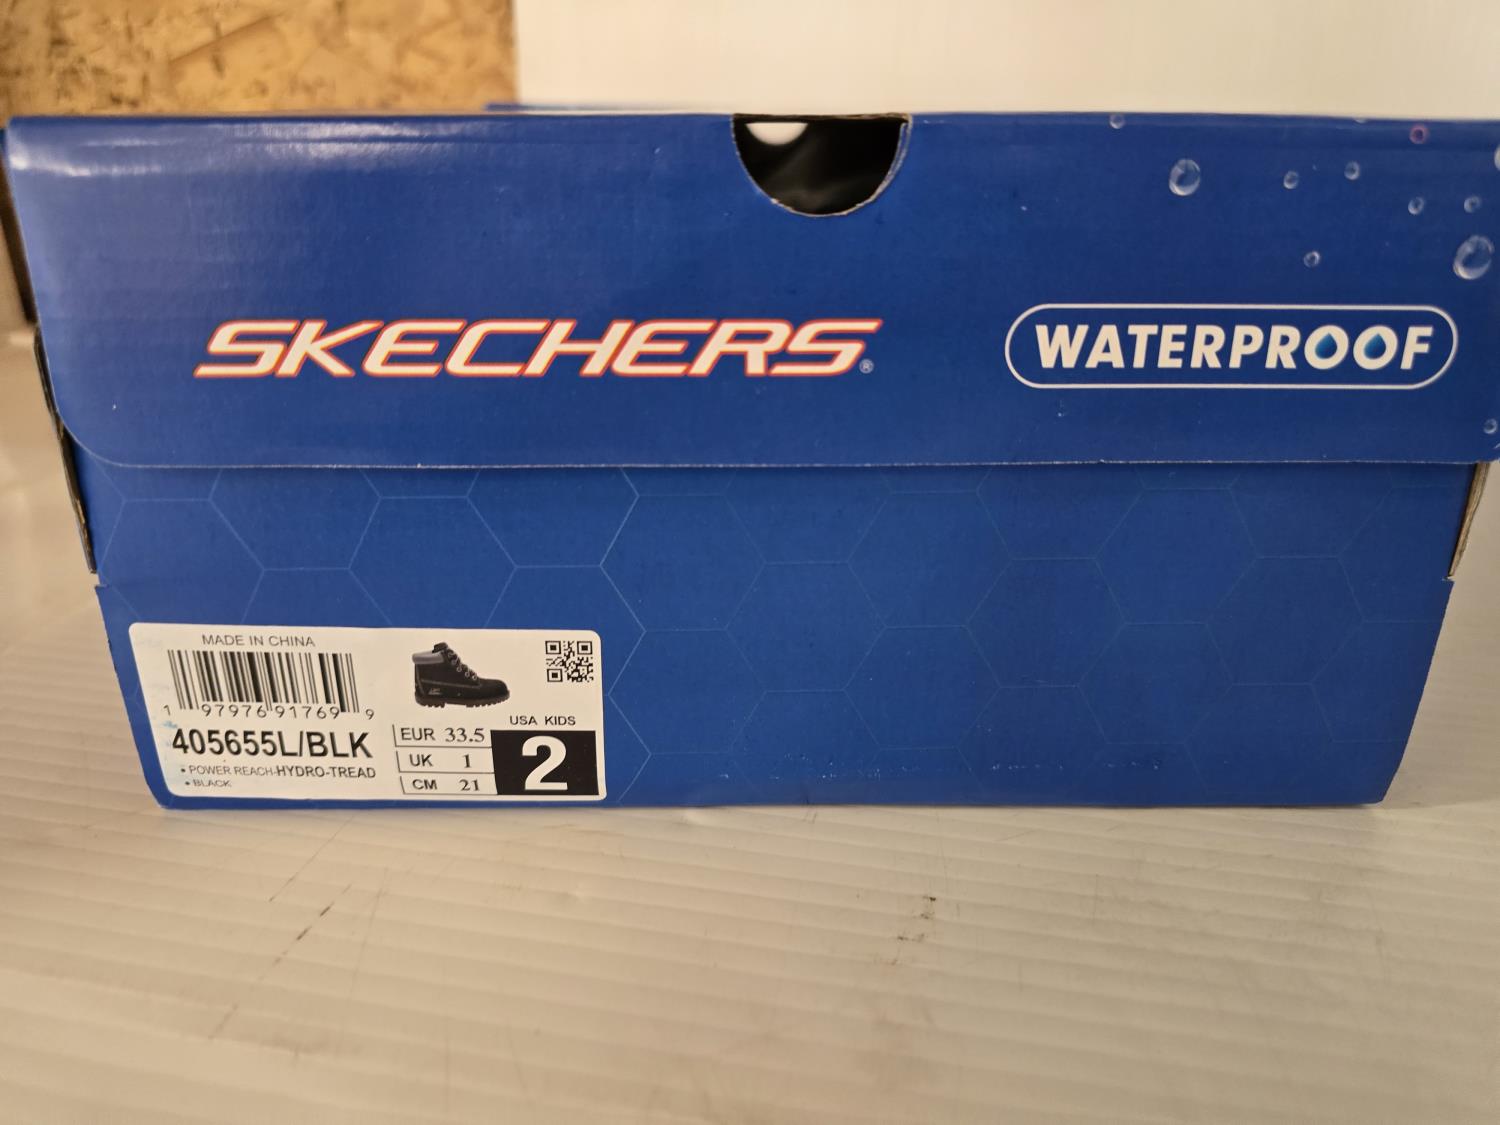 SKECHERS®
WATERPROOF
MADE IN CHINA
1 97976 91769 9
405655L/BLK
• POWER REACH-HYDRO-TREAD
• BLACK
USA KIDS
2
EUR 33.5
UK 1
CM 21